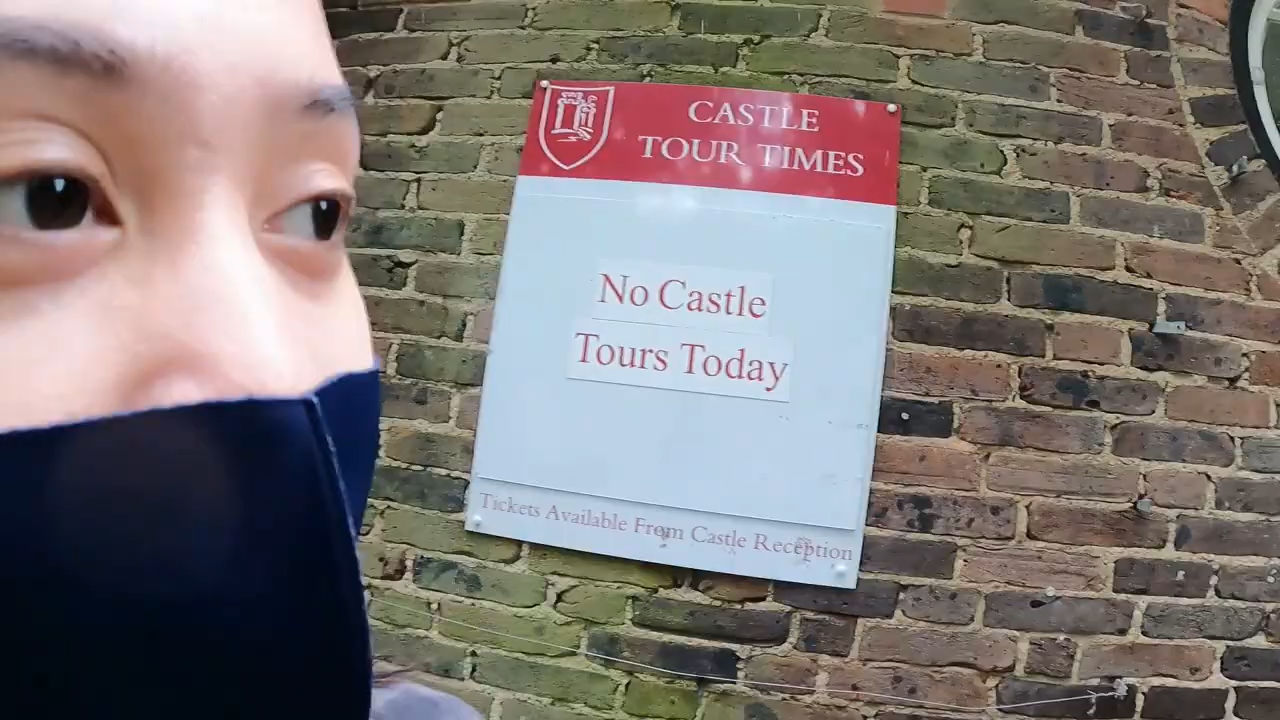 CASTLE
TOUR TIMES
No Castle
Tours Today
Tickets Available From Castle Reception